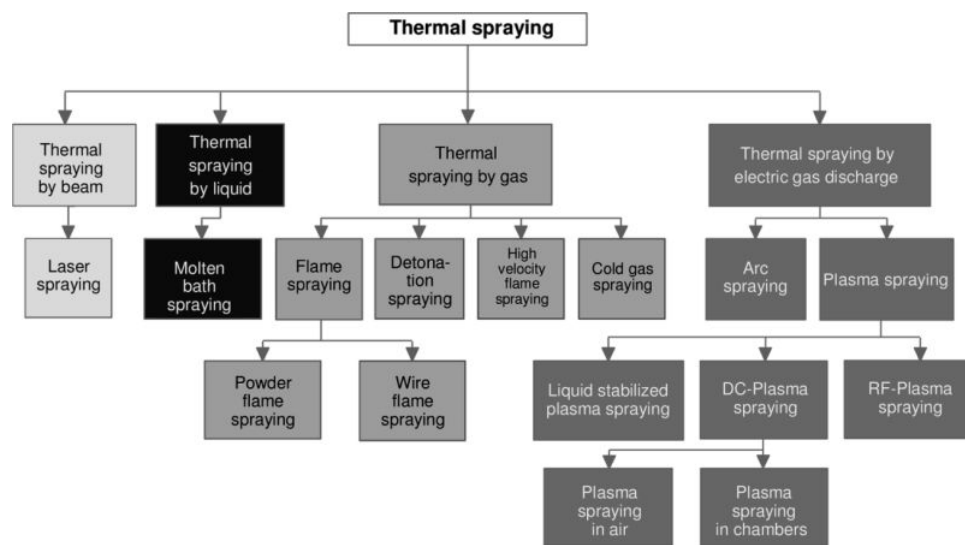 Thermal spraying
Thermal
spraying
by beam
Thermal
spraying
by liquid
Thermal
spraying by gas
Thermal spraying by
electric gas discharge
Laser
spraying
Molten
bath
spraying
Flame
spraying
Detona-
tion
spraying
High
velocity
flame spraying
Cold gas
spraying
Arc
spraying
Plasma spraying
Powder
flame
spraying
Wire
flame
spraying
Liquid stabilized
plasma spraying
DC-Plasma
spraying
RF-Plasma
spraying
Plasma
spraying
in air
Plasma
spraying
in chambers